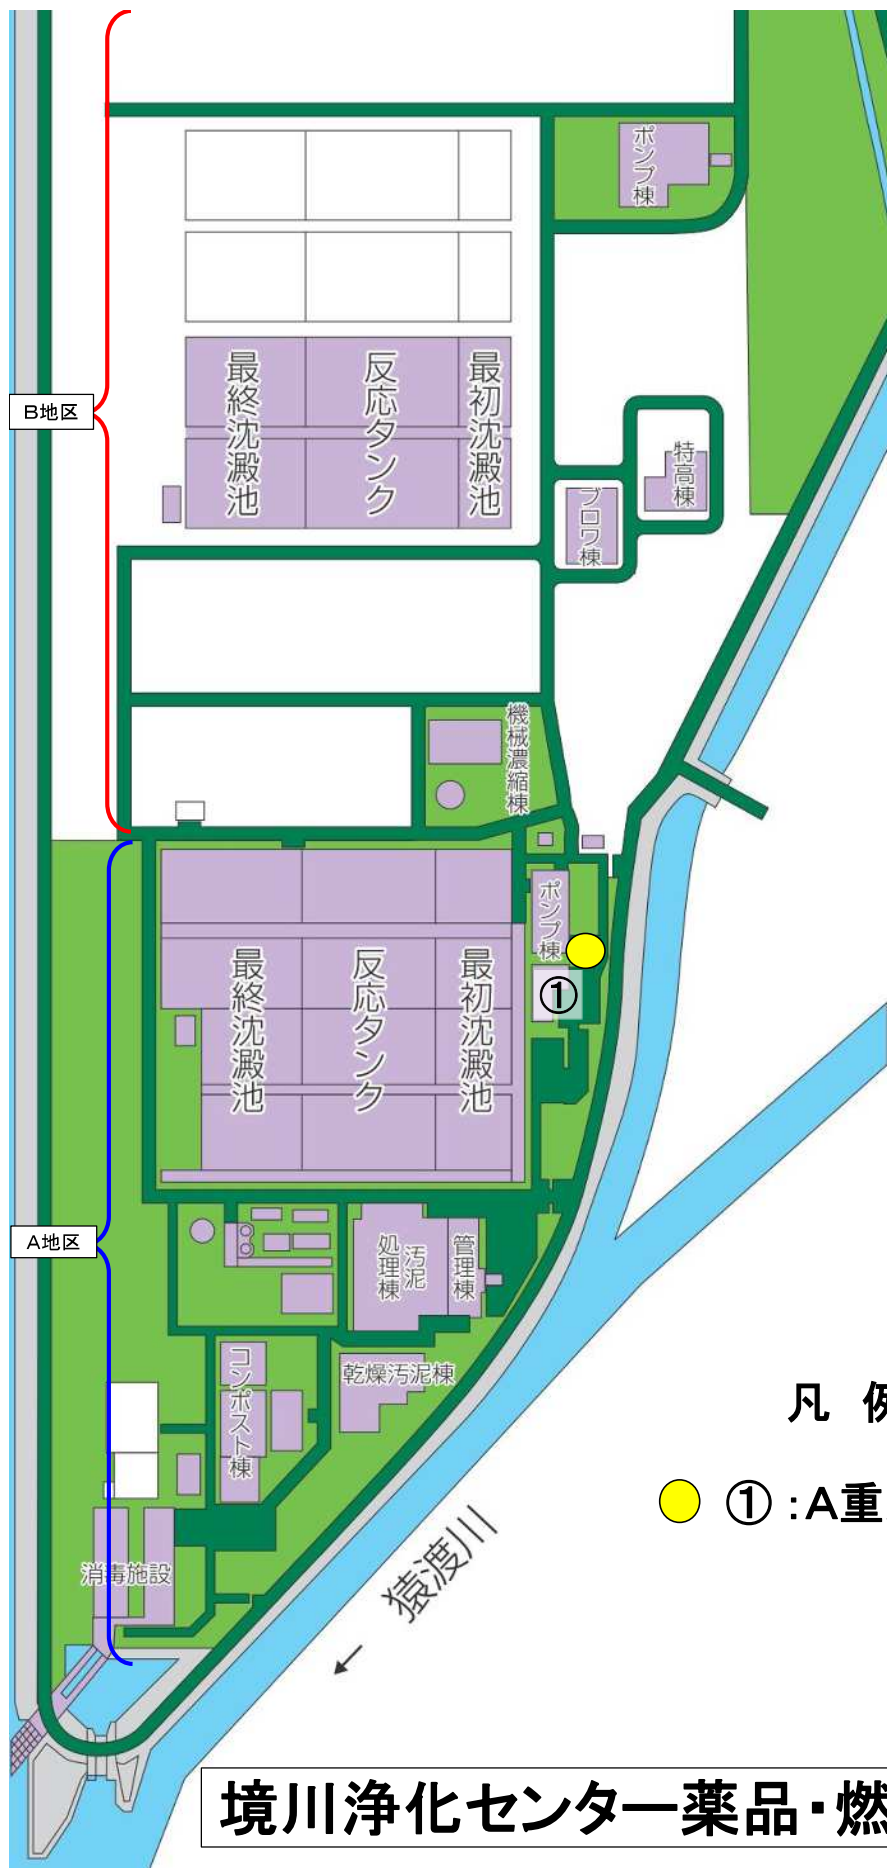 ポンプ棟
最終沈澱池
反応タンク
最初沈澱池
B地区
特高棟
ブロワ棟
機械濃縮棟
ポンプ棟
①
最終沈澱池
反応タンク
最初沈澱池
A地区
汚泥
処理棟
管理棟
コンポスト棟
乾燥汚泥棟
凡 例
① :A重
消毒施設
猿渡川
←
境川浄化センター薬品・燃